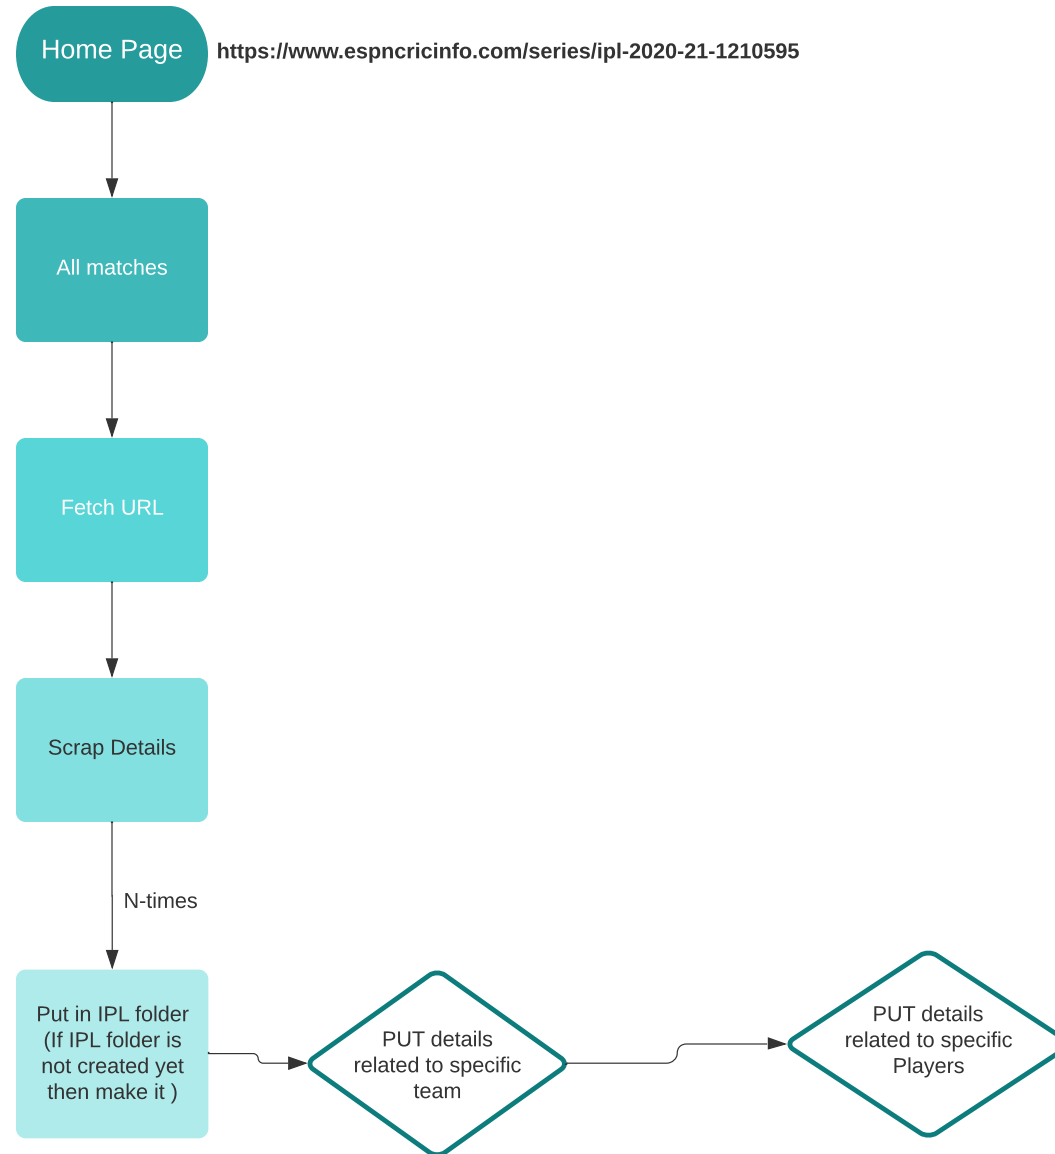 Home Page
https://www.espncricinfo.com/series/ipl-2020-21-1210595
All matches
Fetch URL
Scrap Details
N-times
Put in IPL folder
(If IPL folder is
not created yet
then make it )
PUT details
related to specific
team
PUT details
related to specific
Players